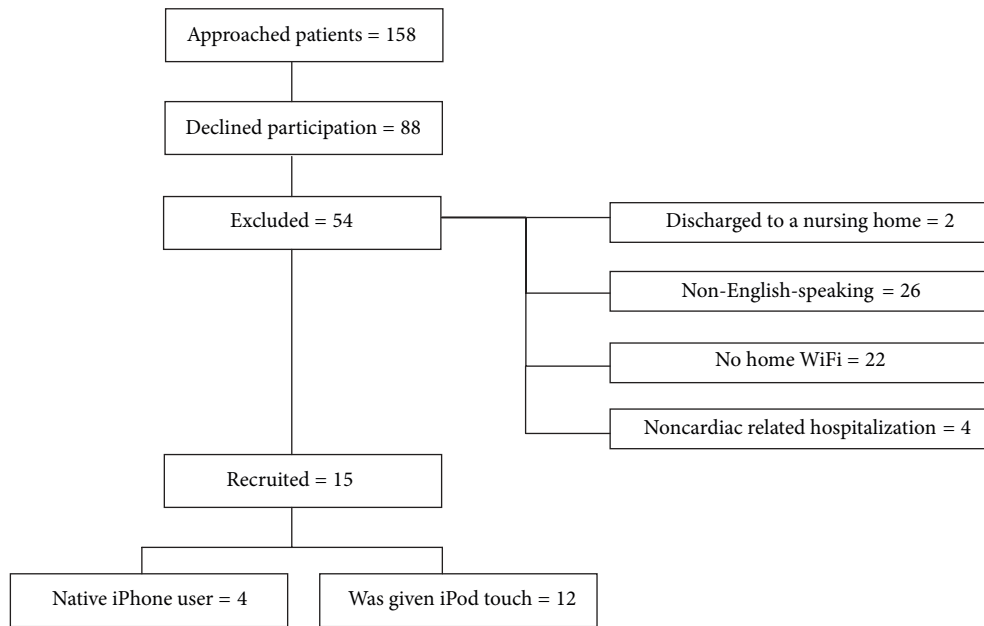 Approached patients = 158
Declined participation = 88
Excluded = 54
Discharged to a nursing home = 2
Non-English-speaking = 26
No home WiFi = 22
Noncardiac related hospitalization = 4
Recruited = 15
Native iPhone user = 4
Was given iPod touch = 12